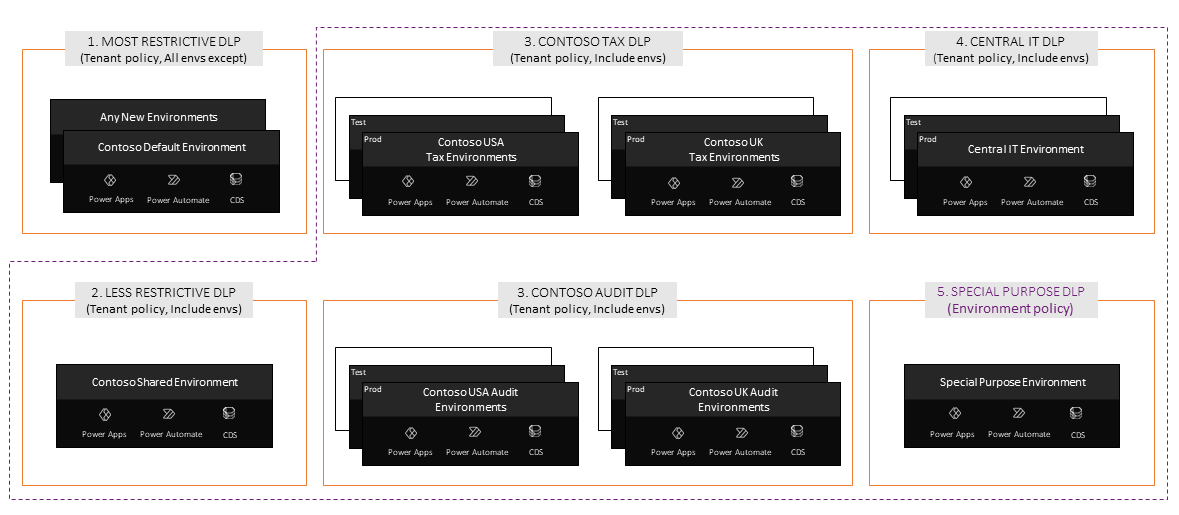 1. MOST RESTRICTIVE DLP
(Tenant policy, All envs except)
Any New Environments
Contoso Default Environment
Power Apps
Power Automate
CDS
3. CONTOSO TAX DLP
(Tenant policy, Include envs)
Test
Prod
Contoso USA
Tax Environments
Power Apps
Power Automate
CDS
Test
Prod
Contoso UK
Tax Environments
Power Apps
Power Automate
CDS
4. CENTRAL IT DLP
(Tenant policy, Include envs)
Test
Prod
Central IT Environment
Power Apps
Power Automate
CDS
2. LESS RESTRICTIVE DLP
(Tenant policy, Include envs)
Contoso Shared Environment
Power Apps
Power Automate
CDS
3. CONTOSO AUDIT DLP
(Tenant policy, Include envs)
Test
Prod
Contoso USA Audit
Environments
Power Apps
Power Automate
CDS
Test
Prod
Contoso UK Audit
Environments
Power Apps
Power Automate
CDS
5. SPECIAL PURPOSE DLP
(Environment policy)
Special Purpose Environment
Power Apps
Power Automate
CDS